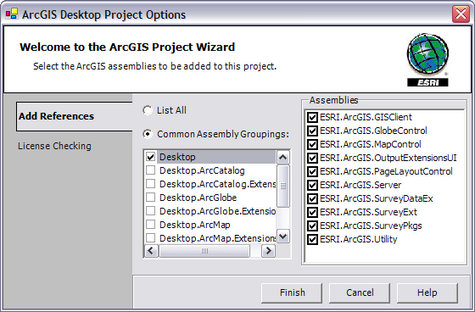 ArcGIS Desktop Project Options
Welcome to the ArcGIS Project Wizard
Select the ArcGIS assemblies to be added to this project.
ESRI
Add References
License Checking
List All
Common Assembly Groupings:
Desktop
Desktop.ArcCatalog
Desktop.ArcCatalog.Extens
Desktop.ArcGlobe
Desktop.ArcGlobe.Extension
Desktop.ArcMap
Desktop.ArcMap.Extensions
Assemblies
ESRI.ArcGIS.GISClient
ESRI.ArcGIS.GlobeControl
ESRI.ArcGIS.MapControl
ESRI.ArcGIS.OutputExtensionsUI
ESRI.ArcGIS.PageLayoutControl
ESRI.ArcGIS.Server
ESRI.ArcGIS.SurveyDataEx
ESRI.ArcGIS.SurveyExt
ESRI.ArcGIS.SurveyPkgs
ESRI.ArcGIS.Utility
Finish
Cancel
Help